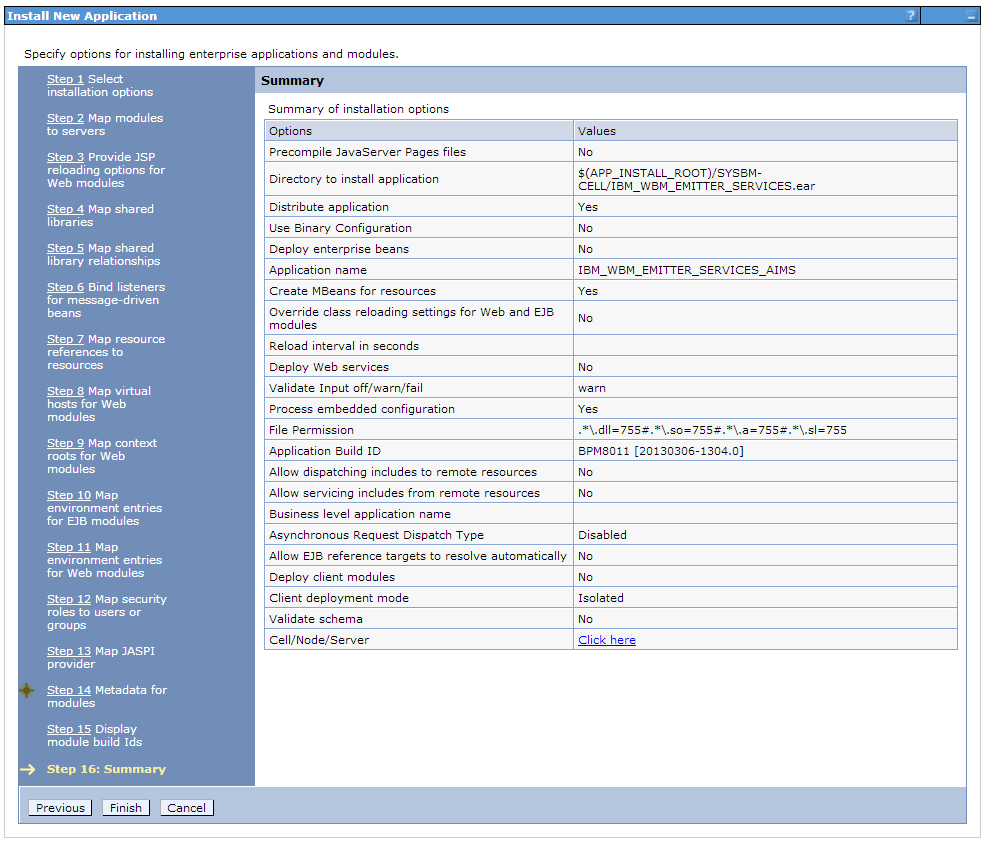 Install New Application
?
Specify options for installing enterprise applications and modules.
Step 1 Select
installation options
Step 2 Map modules
to servers
Step 3 Provide JSP
reloading options for
Web modules
Step 4 Map shared
libraries
Step 5 Map shared
library relationships
Step 6 Bind listeners
for message-driven
beans
Step 7 Map resource
references to
resources
Step 8 Map virtual
hosts for Web
modules
Step 9 Map context
roots for Web
modules
Step 10 Map
environment entries
for EJB modules
Step 11 Map
environment entries
for Web modules
Step 12 Map security
roles to users or
groups
Step 13 Map JASPI
provider
Step 14 Metadata for
modules
Step 15 Display
module build Ids
Step 16: Summary
Summary
Summary of installation options
Options Values
Precompile JavaServer Pages files No
Directory to install application $(APP_INSTALL_ROOT)/SYSBM-
CELL/IBM_WBM_EMITTER_SERVICES.ear
Distribute application Yes
Use Binary Configuration No
Deploy enterprise beans No
Application name IBM_WBM_EMITTER_SERVICES_AIMS
Create MBeans for resources Yes
Override class reloading settings for Web and EJB
modules No
Reload interval in seconds
Deploy Web services No
Validate Input off/warn/fail warn
Process embedded configuration Yes
File Permission .*\.dll=755#.*\.so=755#.*\.a=755#.*\.sl=755
Application Build ID BPM8011 [20130306-1304.0]
Allow dispatching includes to remote resources No
Allow servicing includes from remote resources No
Business level application name
Asynchronous Request Dispatch Type Disabled
Allow EJB reference targets to resolve automatically No
Deploy client modules No
Client deployment mode Isolated
Validate schema No
Cell/Node/Server Click here
Previous Finish Cancel